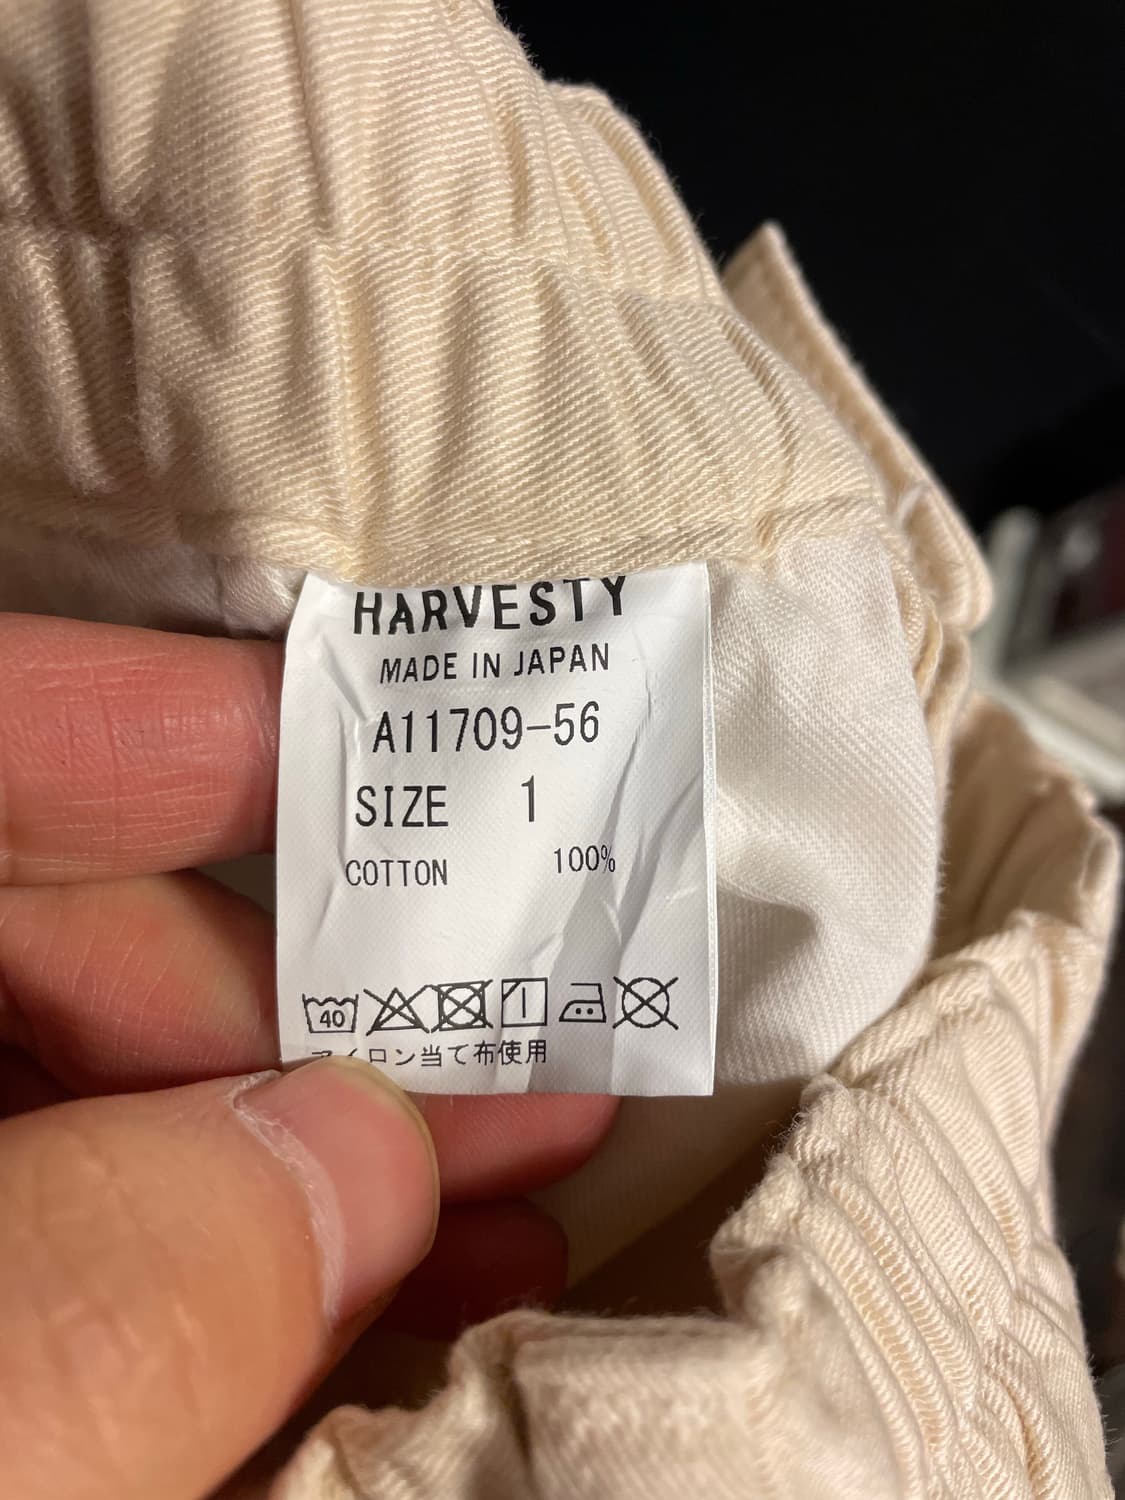 HARVESTY
MADE IN JAPAN
A11709-56
SIZE 1
COTTON 100%
40
アイロン当て布使用